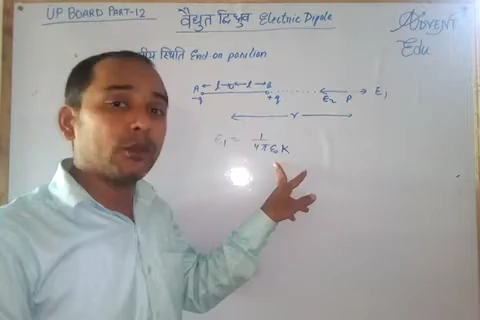 UP BOARD PART-12
वैद्युत द्विध्रुव Electric Dipole
ADVENT
Edu
स्थिति End on position
A l o l B
-q +q E₂ P E₁
r
E₁ = 1/4πε₀K